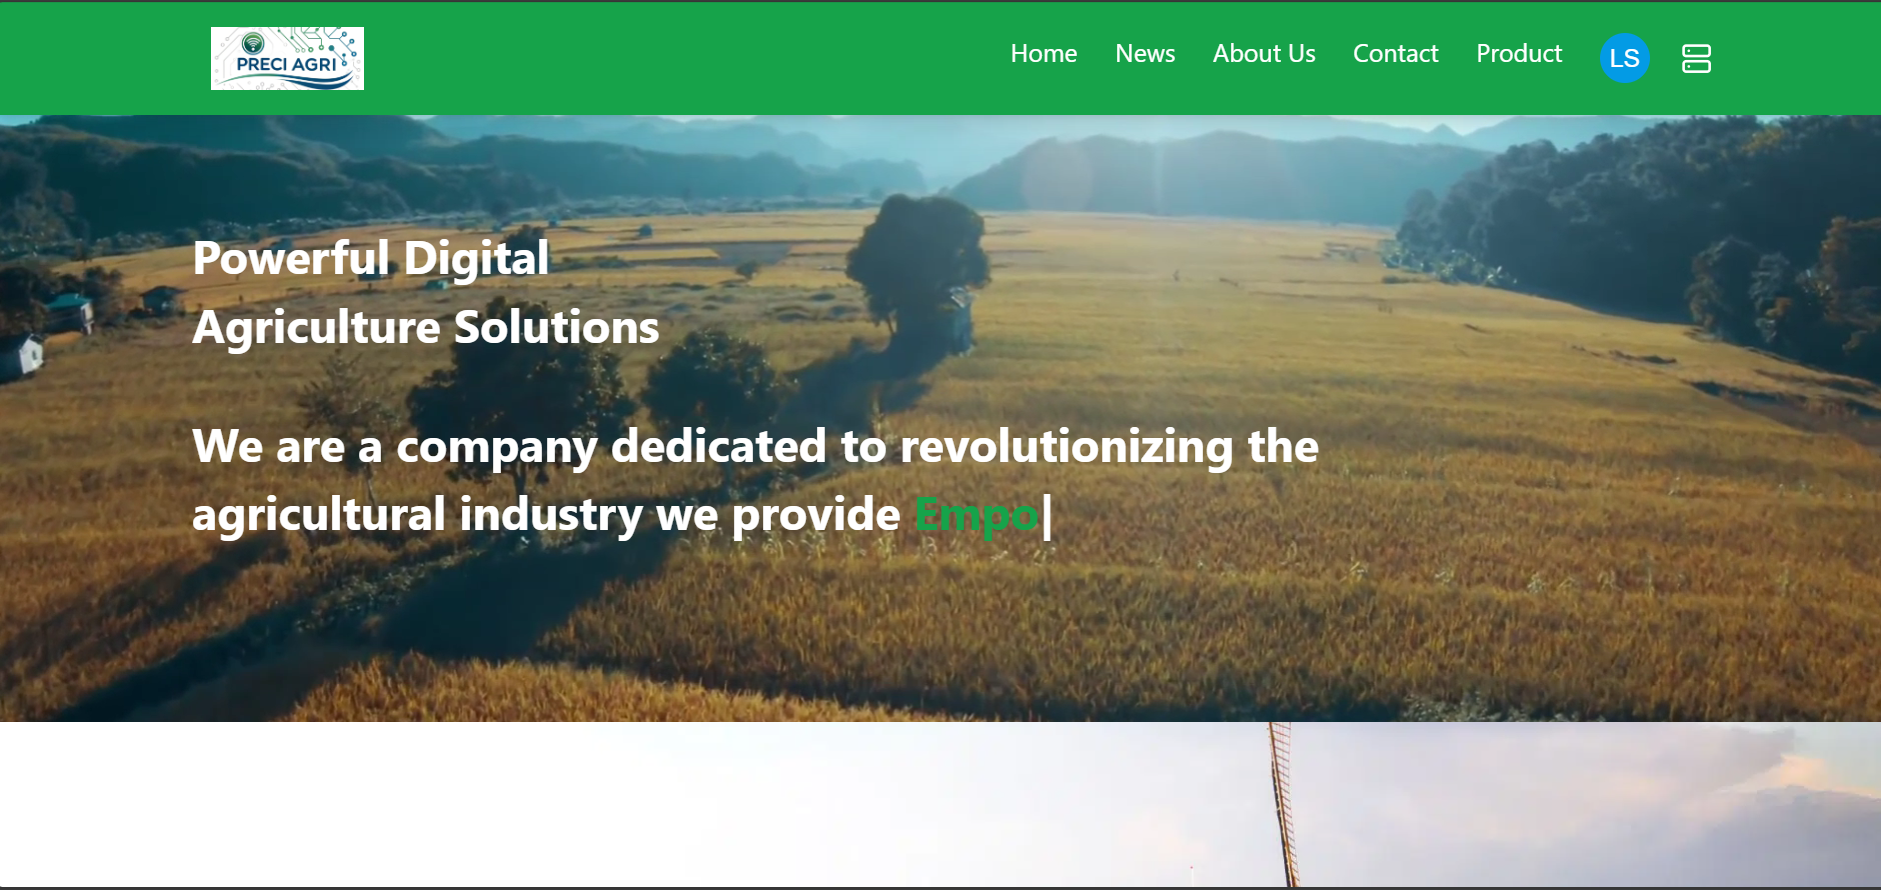 PRECI AGRI
Home News About Us Contact Product LS
Powerful Digital
Agriculture Solutions
We are a company dedicated to revolutionizing the
agricultural industry we provide Empo|